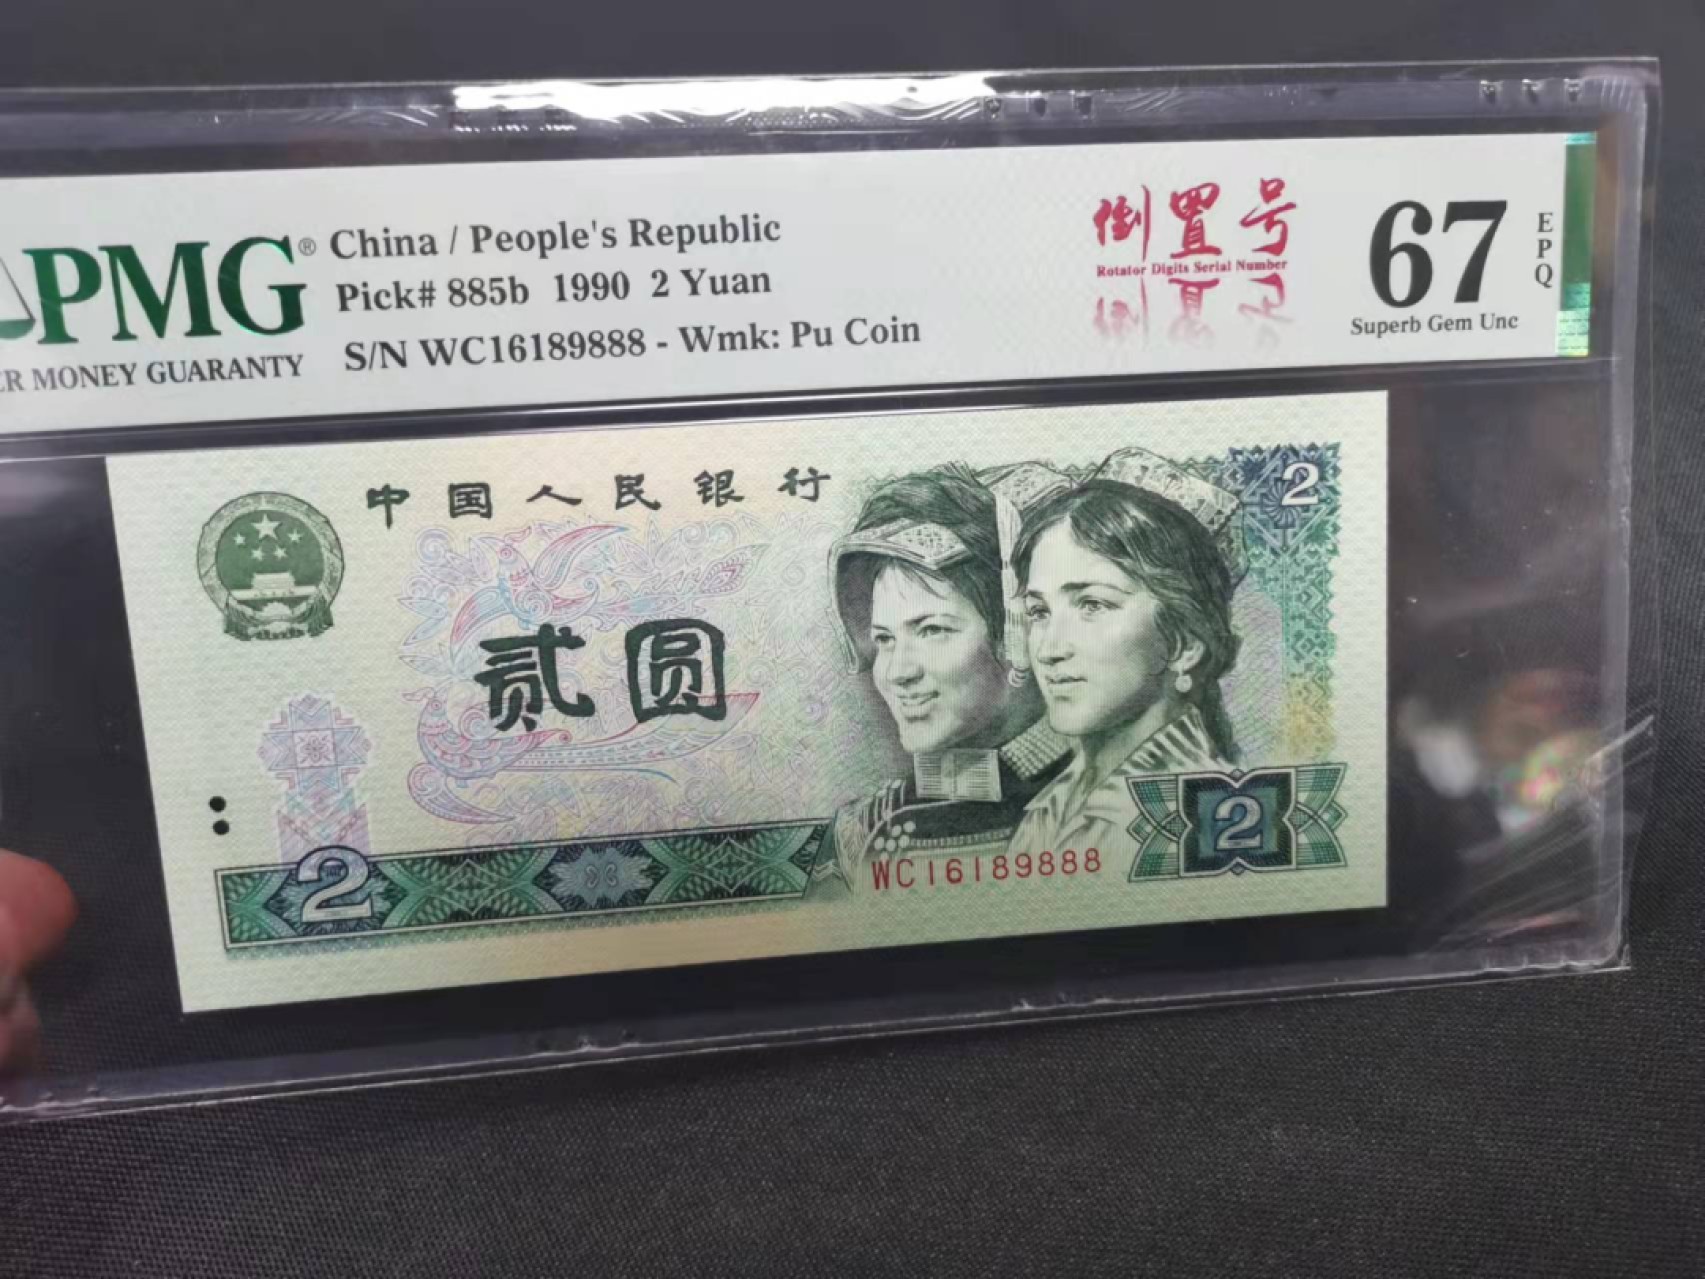 PMG® China / People's Republic
Pick# 885b 1990 2 Yuan
S/N WC16189888 - Wmk: Pu Coin
ER MONEY GUARANTY
倒置号
Rotator Digits Serial Number
67
EPQ
Superb Gem Unc
中国人民银行
2
贰圆
2
2
WC16189888